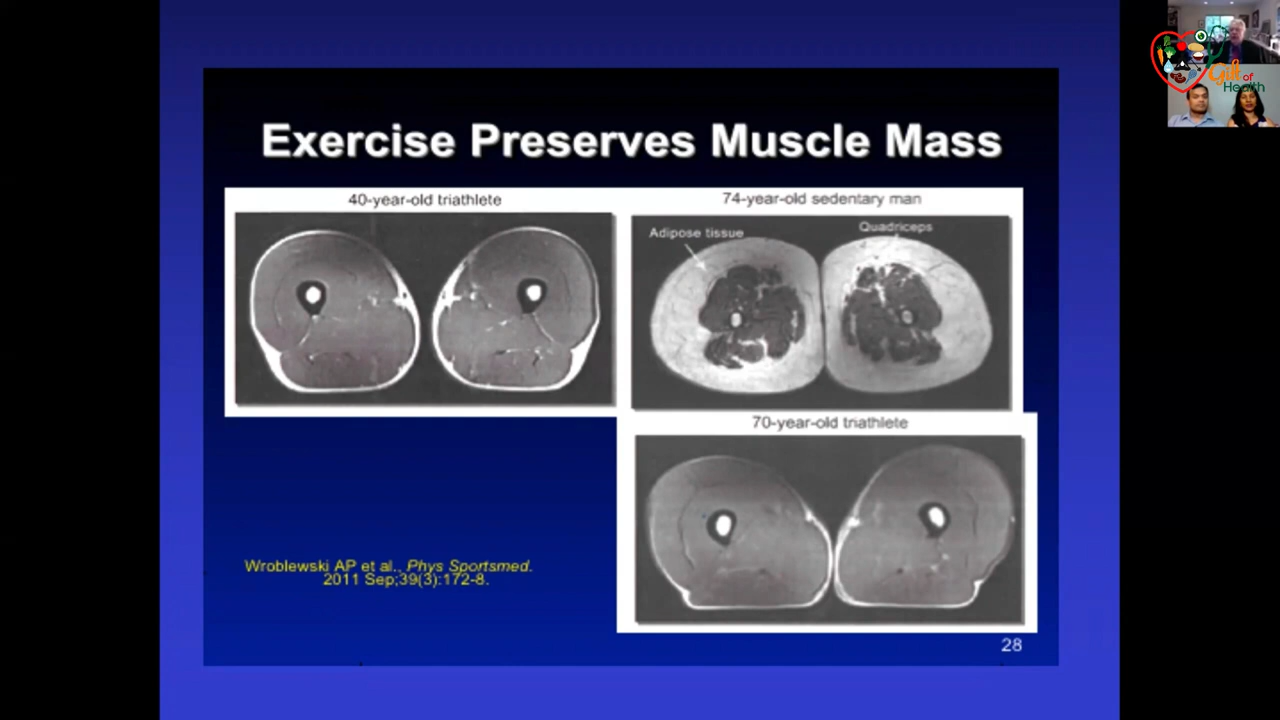 Gift of
Health
Exercise Preserves Muscle Mass
40-year-old triathlete
74-year-old sedentary man
Adipose tissue
Quadriceps
70-year-old triathlete
Wroblewski AP et al., Phys Sportsmed.
2011 Sep;39(3):172-8.
28